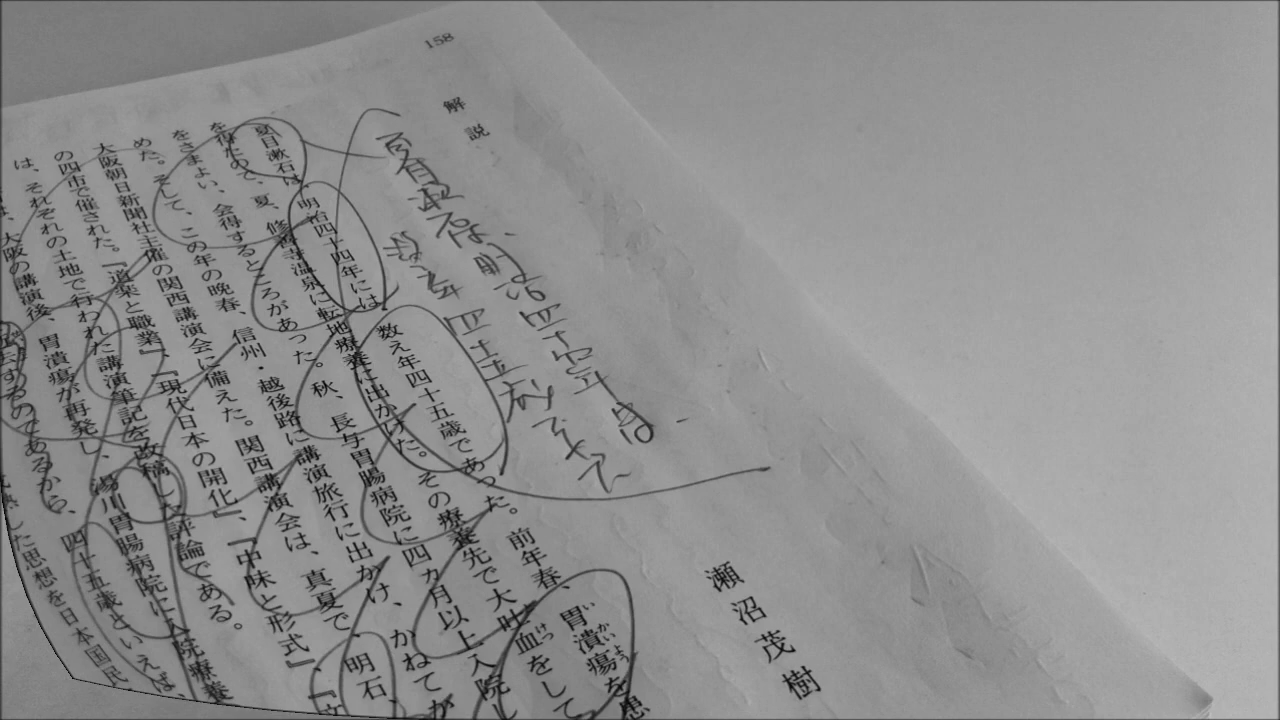 158
解説
夏目漱石、明治四十四年は、
四十五歳
瀬沼茂樹
夏目漱石は、明治四十四年には、数え年四十五歳であった。前年春、胃潰瘍を患
を得たので、夏、修善寺温泉に転地療養に出かけた。その療養先で大吐血をして
をさまよい、会得するところがあった。秋、長与胃腸病院に四カ月以上入院し
めた。そして、この年の晩春、信州・越後路に講演旅行に出かけ、かねてか
大阪朝日新聞社主催の関西講演会に備えた。関西講演会は、真夏で、明石、
の四市で催された。『道楽と職業』、『現代日本の開化』、『中味と形式』、『文
は、それぞれの土地で行われた講演筆記を改稿した評論である。
は、大阪の講演後、胃潰瘍が再発し、湯川胃腸病院に入院療養
するのであるから、四十五歳といえば、
した思想を日本国民